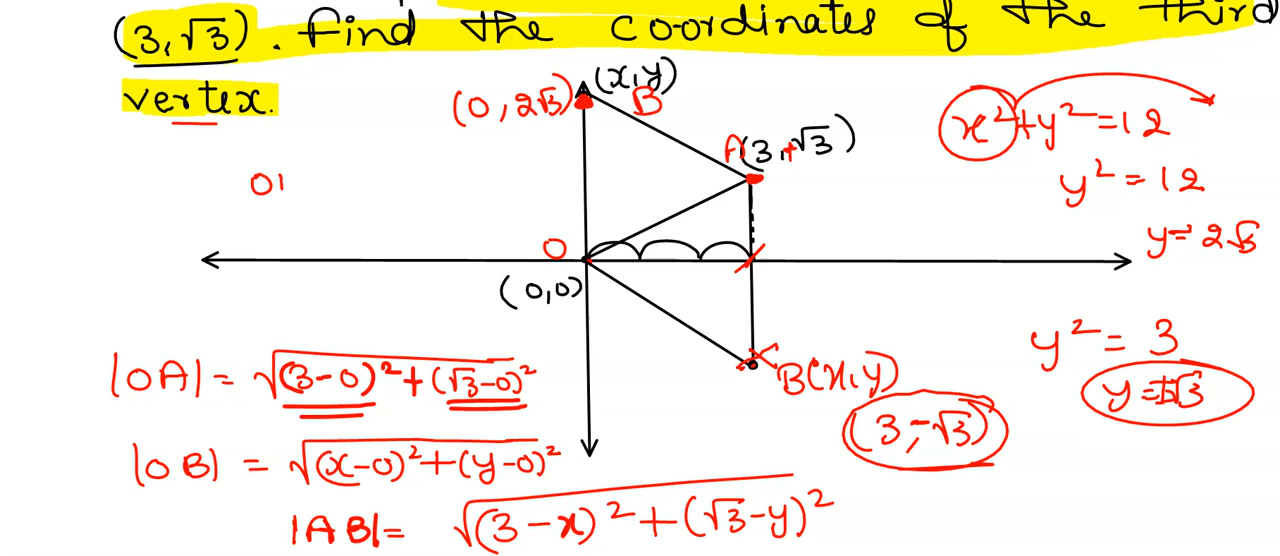 (3, √3). Find the coordinates of the third
vertex.
(x, y)
(0, 2√3)
B
A(3, +√3)
x² + y² = 12
y² = 12
y = 2√3
01
O
(0, 0)
|OA| = √(3-0)² + (√3-0)²
B(x, y)
(3, -√3)
y² = 3
y = ±√3
|OB| = √(x-0)² + (y-0)²
|AB| = √(3-x)² + (√3-y)²